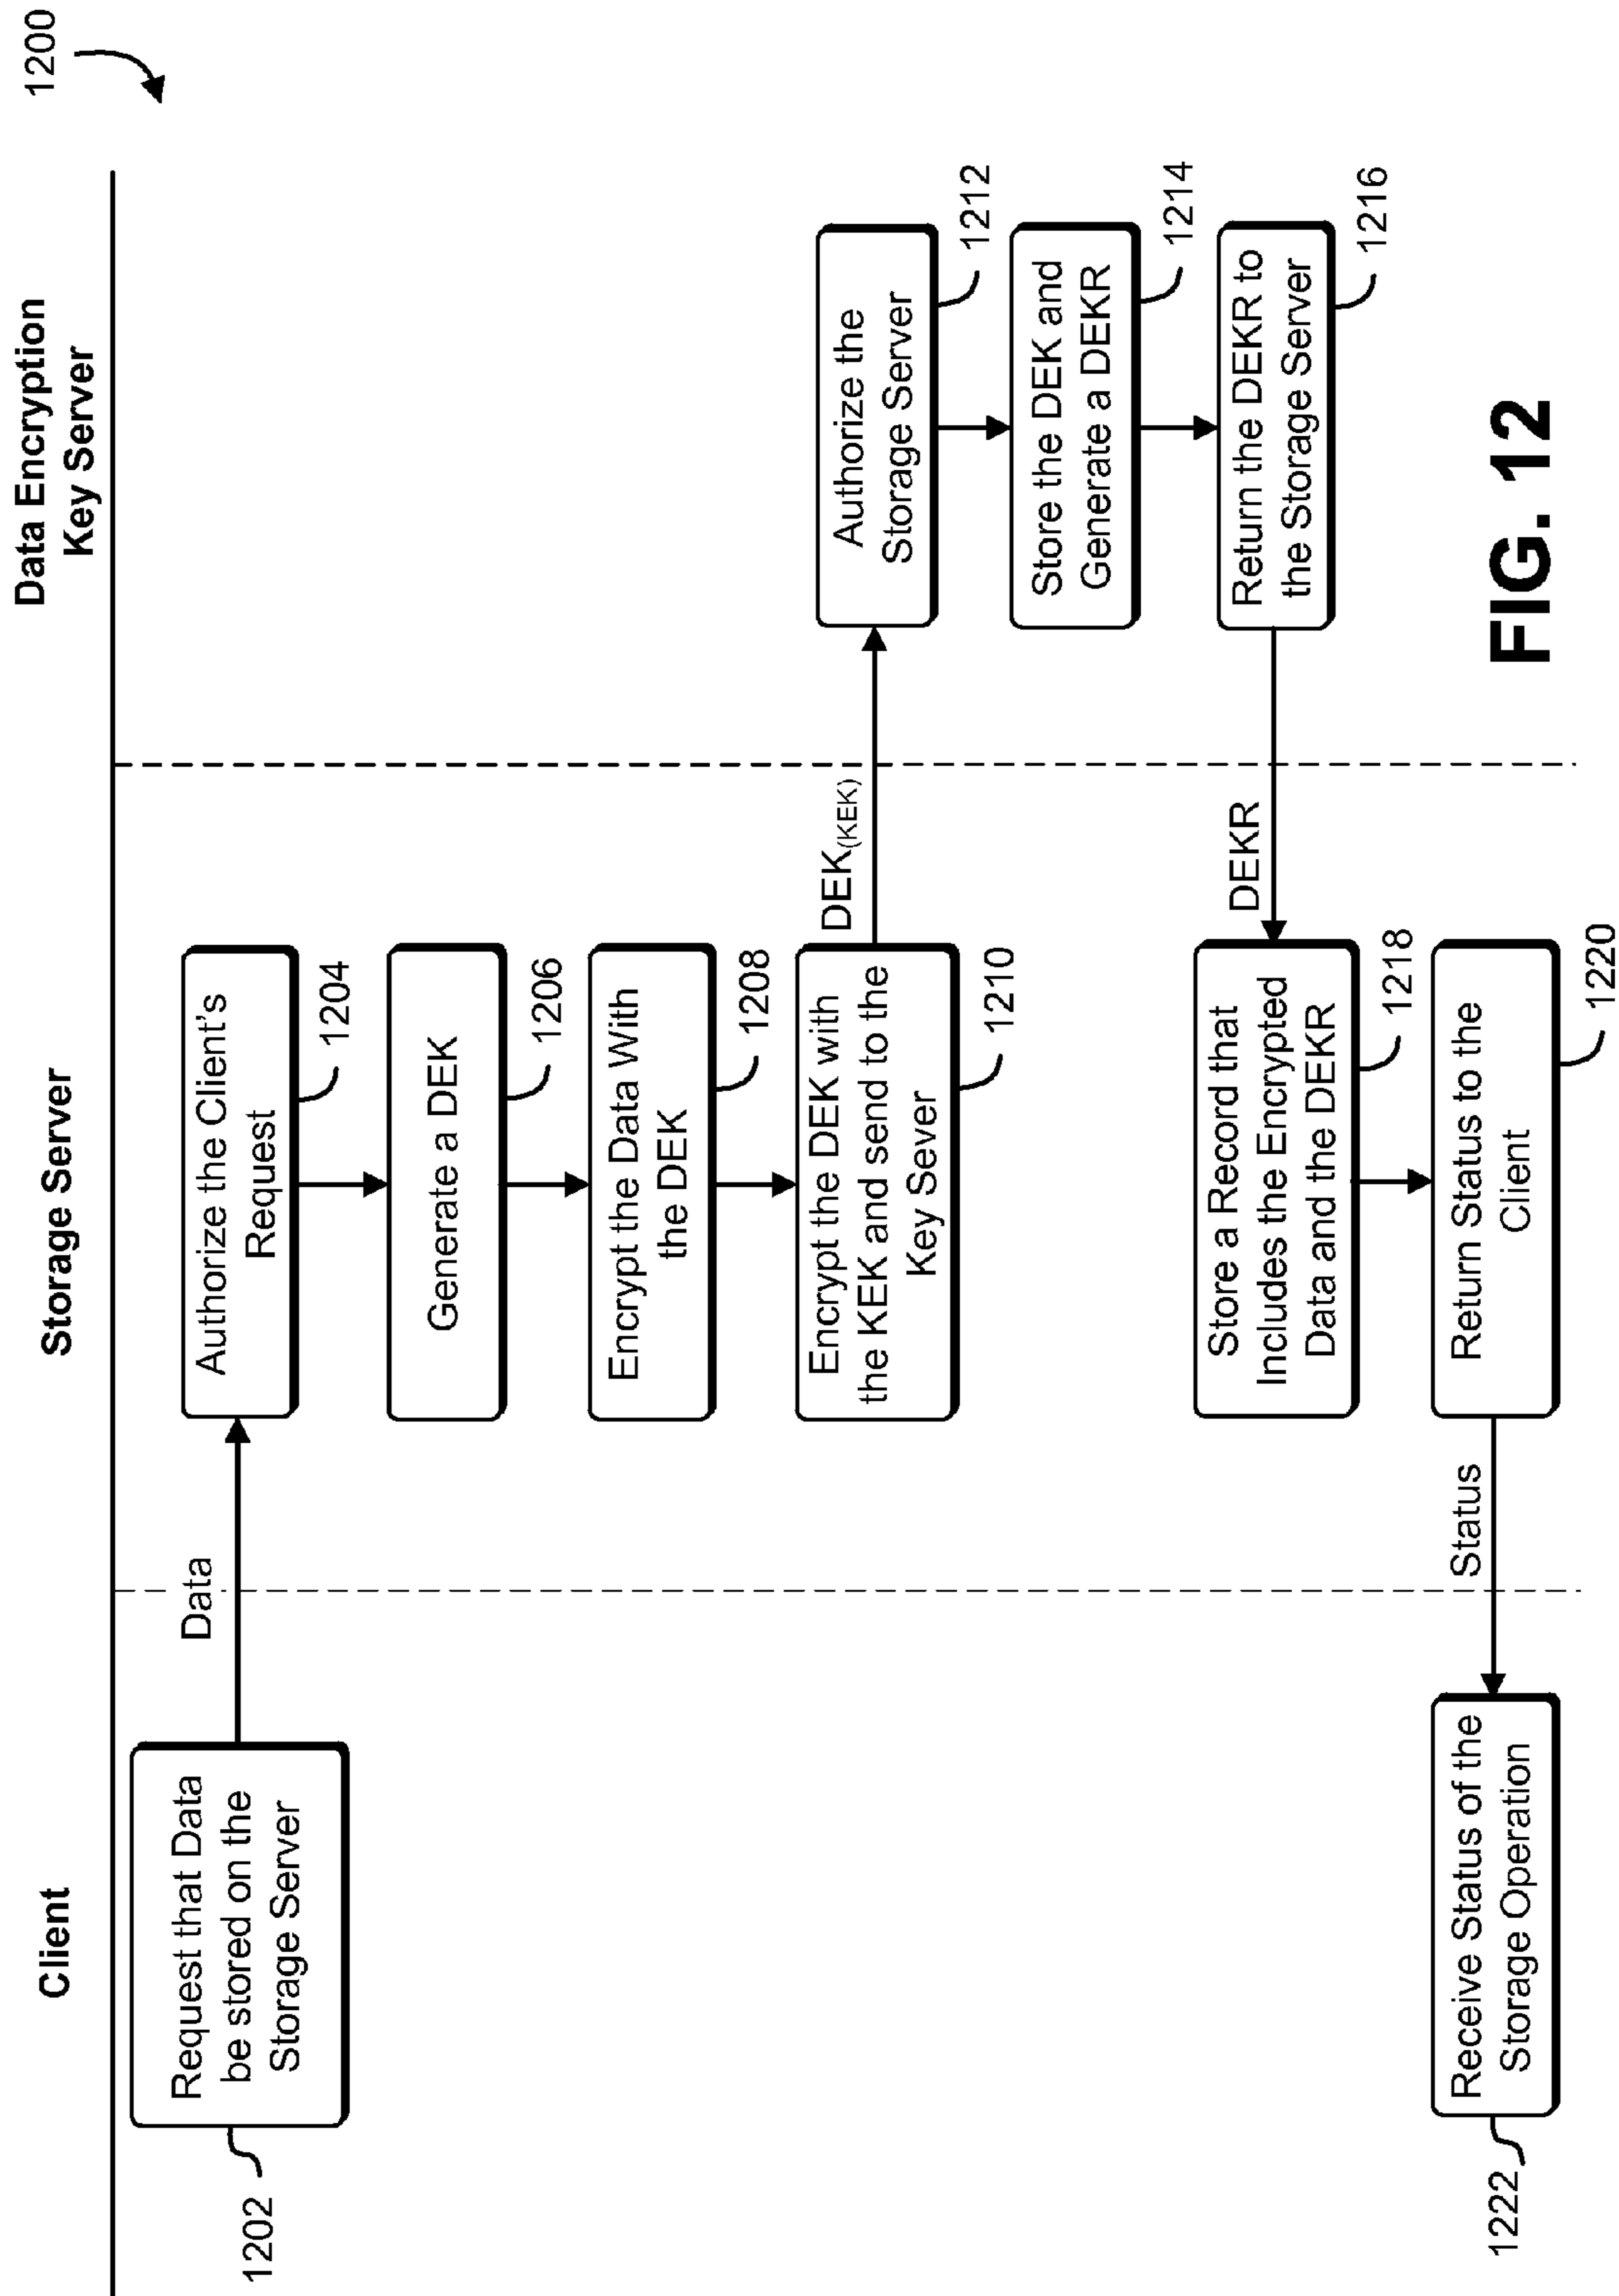 1200
Client
Storage Server
Data Encryption
Key Server
Request that Data
be stored on the
Storage Server
1202
Data
Authorize the Client's
Request
1204
Generate a DEK
1206
Encrypt the Data With
the DEK
1208
Encrypt the DEK with
the KEK and send to the
Key Sever
1210
DEK(KEK)
Authorize the
Storage Server
1212
Store the DEK and
Generate a DEKR
1214
Return the DEKR to
the Storage Server
1216
DEKR
Store a Record that
Includes the Encrypted
Data and the DEKR
1218
Return Status to the
Client
1220
Status
Receive Status of the
Storage Operation
1222
FIG. 12